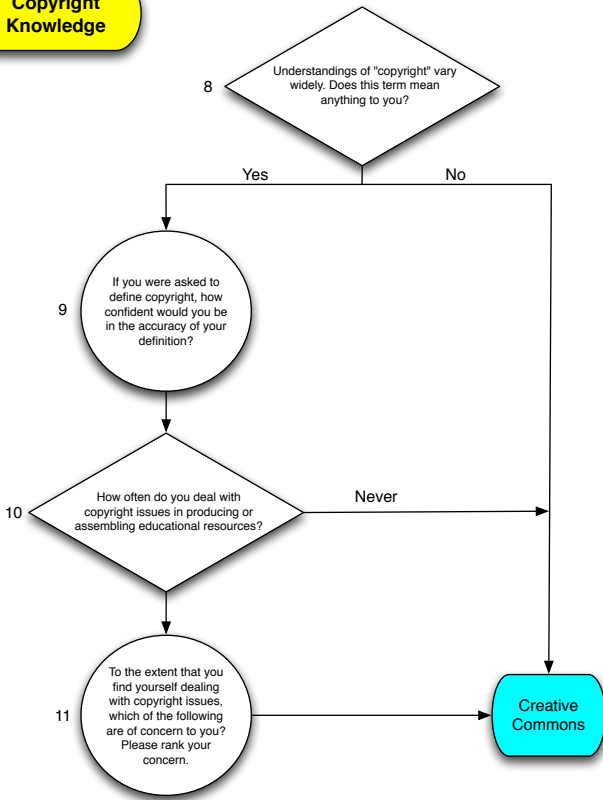 Copyright
Knowledge
8
Understandings of "copyright" vary
widely. Does this term mean
anything to you?
Yes
No
9
If you were asked to
define copyright, how
confident would you be
in the accuracy of your
definition?
10
How often do you deal with
copyright issues in producing or
assembling educational resources?
Never
11
To the extent that you
find yourself dealing
with copyright issues,
which of the following
are of concern to you?
Please rank your
concern.
Creative
Commons